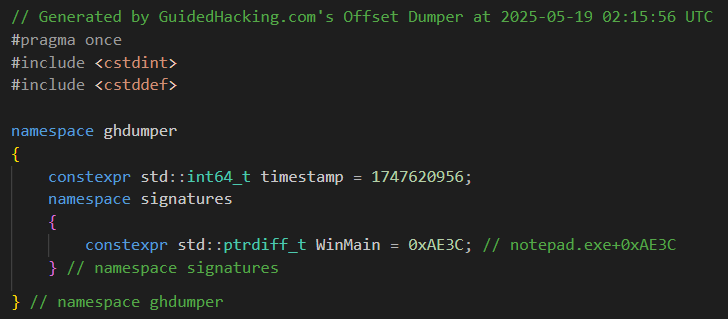 // Generated by GuidedHacking.com's Offset Dumper at 2025-05-19 02:15:56 UTC
#pragma once
#include <cstdint>
#include <cstddef>

namespace ghdumper
{
    constexpr std::int64_t timestamp = 1747620956;
    namespace signatures
    {
        constexpr std::ptrdiff_t WinMain = 0xAE3C; // notepad.exe+0xAE3C
    } // namespace signatures

} // namespace ghdumper